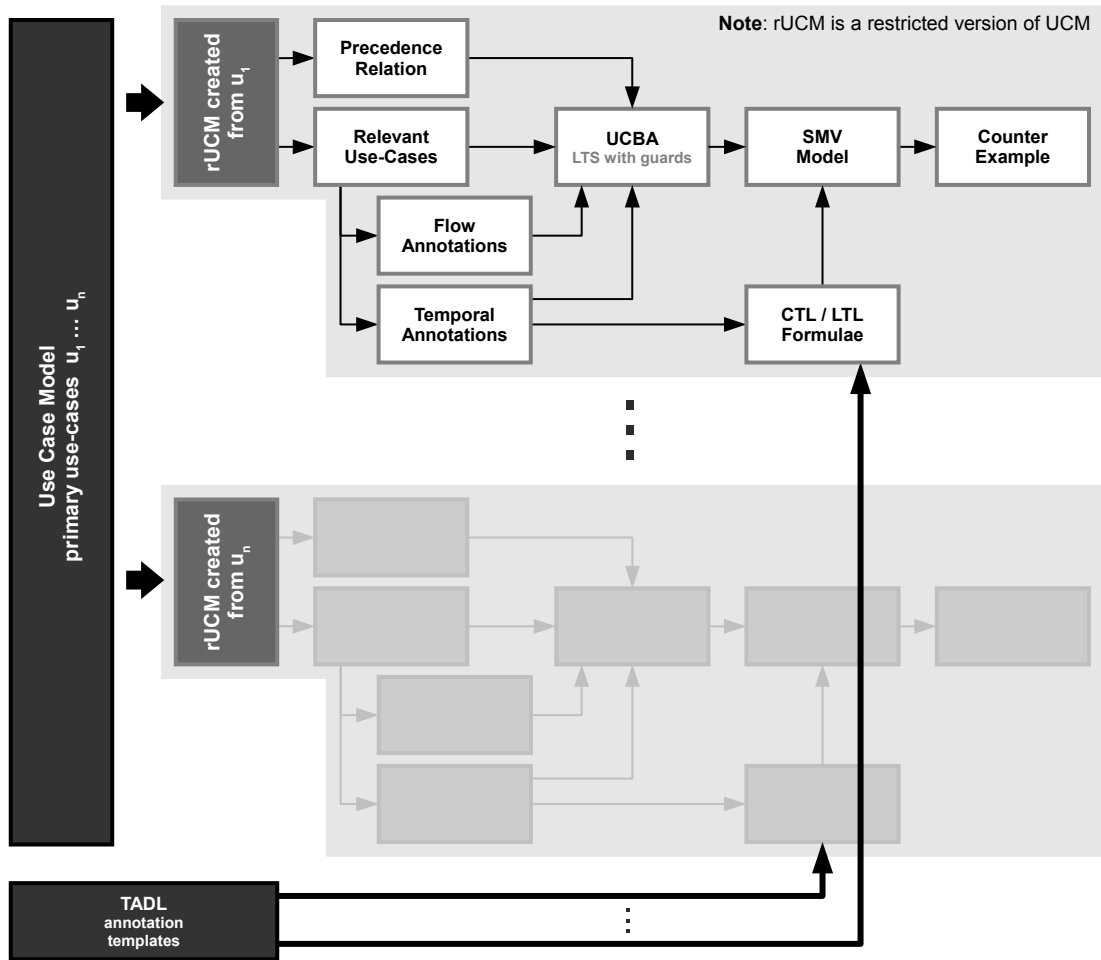 Note: rUCM is a restricted version of UCM
Use Case Model
primary use-cases u1 ... un
rUCM created
from u1
Precedence
Relation
Relevant
Use-Cases
UCBA
LTS with guards
SMV
Model
Counter
Example
Flow
Annotations
Temporal
Annotations
CTL / LTL
Formulae
rUCM created
from un
TADL
annotation
templates